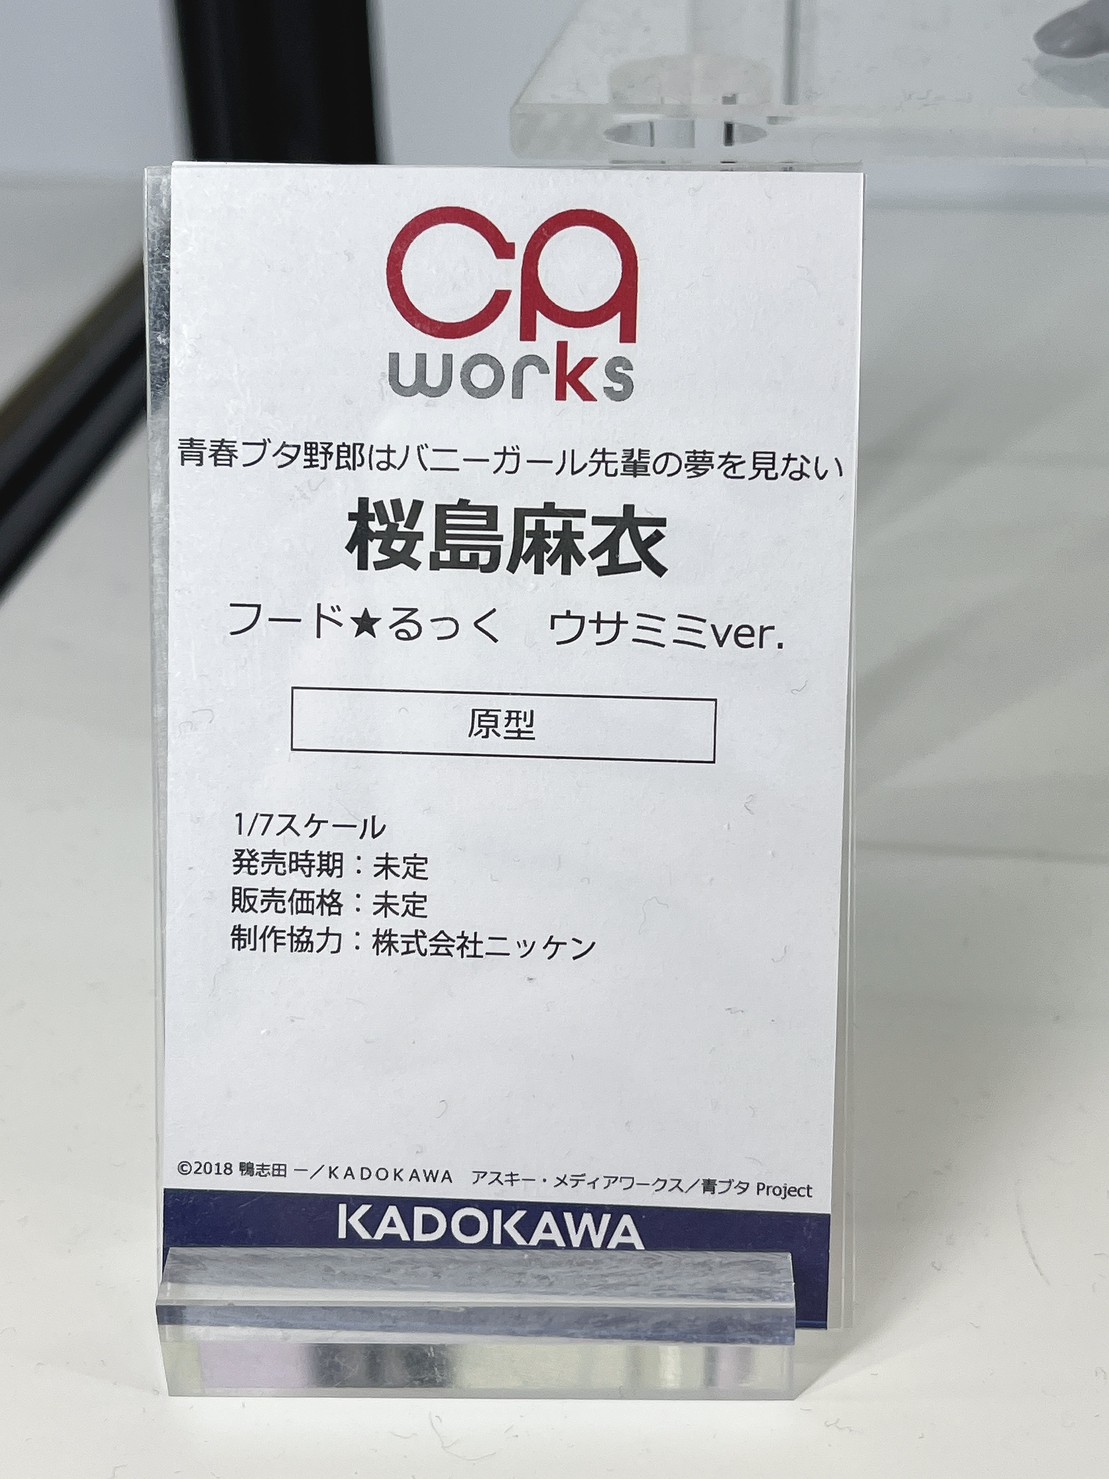 CA
works
青春ブタ野郎はバニーガール先輩の夢を見ない
桜島麻衣
フード★るっく　ウサミミver.
原型
1/7スケール
発売時期：未定
販売価格：未定
制作協力：株式会社ニッケン
©2018 鴨志田 一／KADOKAWA　アスキー・メディアワークス／青ブタ Project
KADOKAWA